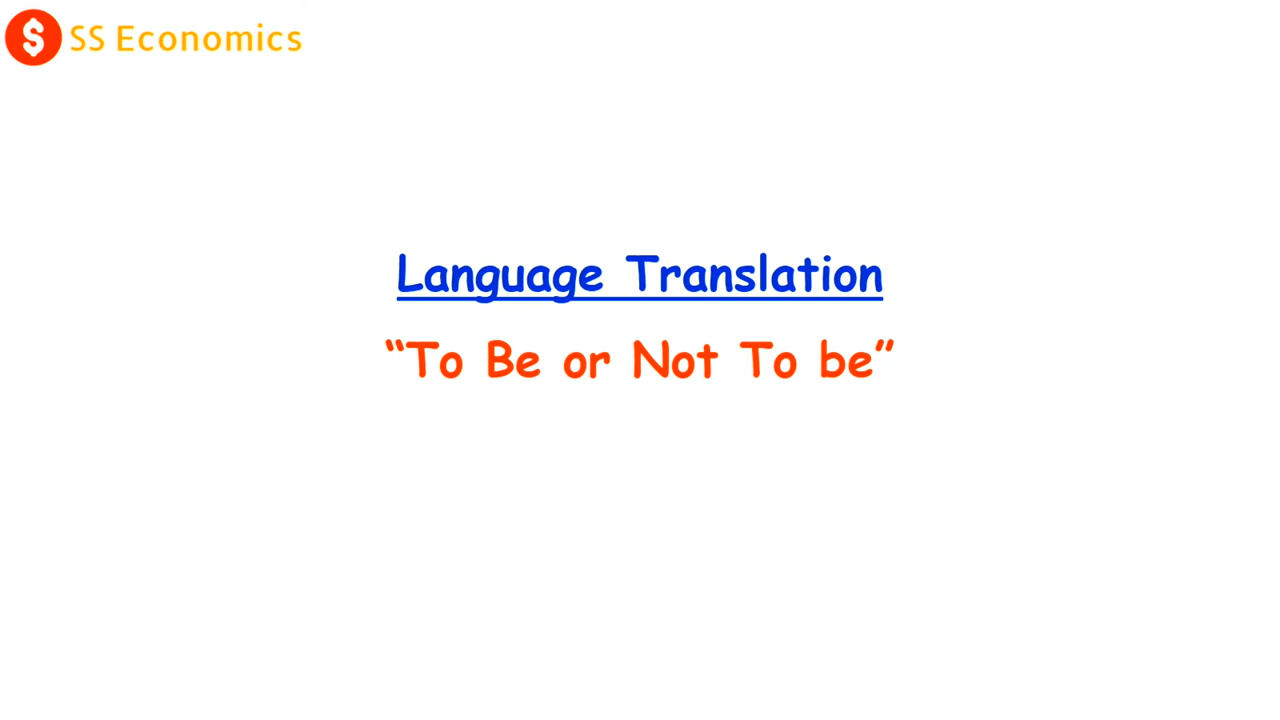 SS Economics
Language Translation
“To Be or Not To be”